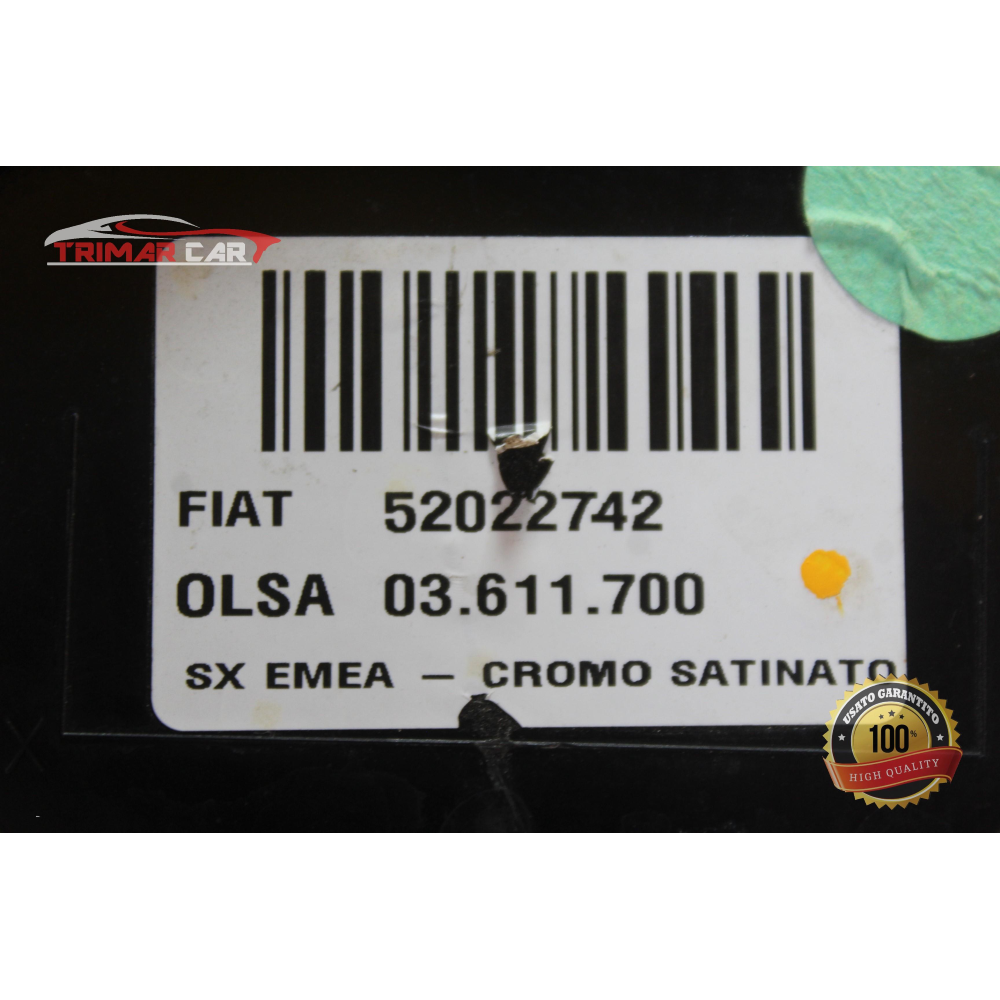 TRIMAR CAR
FIAT 52022742
OLSA 03.611.700
SX EMEA – CROMO SATINATO
USATO GARANTITO
100%
HIGH QUALITY